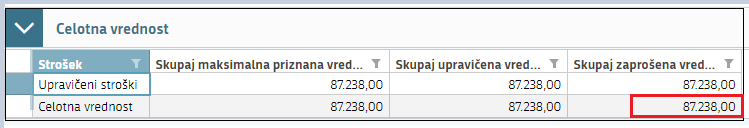 Celotna vrednost
Strošek Skupaj maksimalna priznana vred... Skupaj upravičena vred... Skupaj zaprošena vred...
Upravičeni stroški 87.238,00 87.238,00 87.238,00
Celotna vrednost 87.238,00 87.238,00 87.238,00